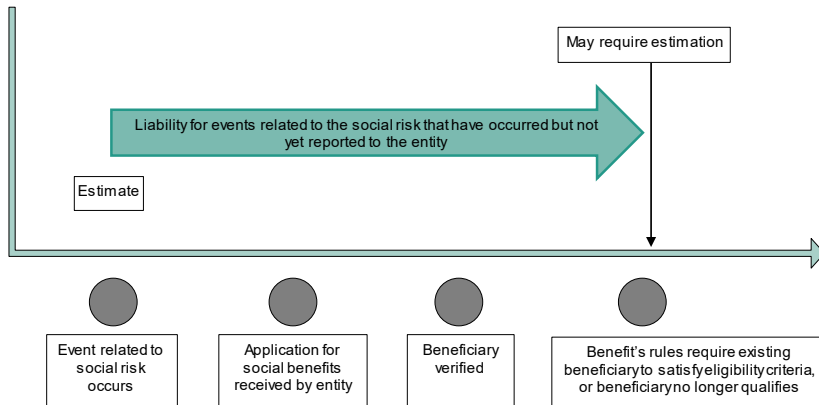 May require estimation
Liability for events related to the social risk that have occurred but not
yet reported to the entity
Estimate
Event related to
social risk
occurs
Application for
social benefits
received by entity
Beneficiary
verified
Benefit's rules require existing
beneficiary to satisfy eligibility criteria,
or beneficiary no longer qualifies